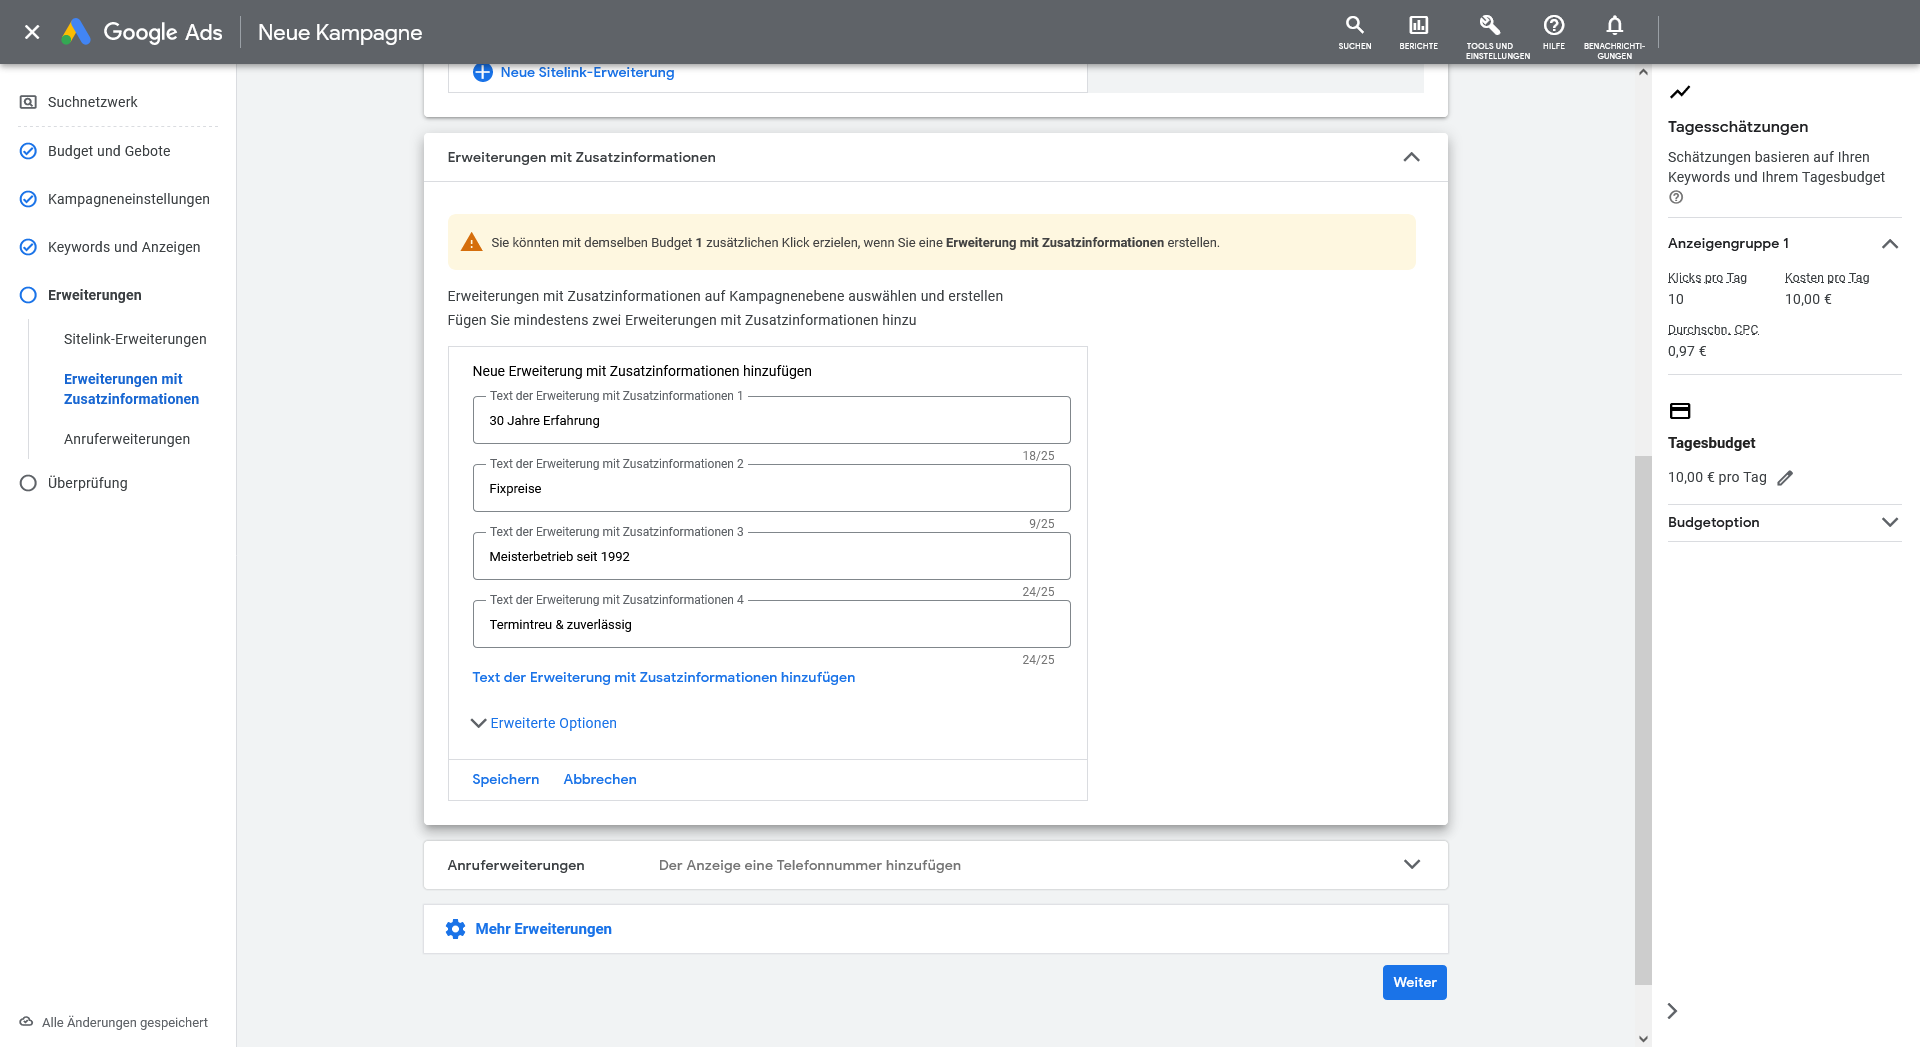 Google Ads
Neue Kampagne
SUCHEN
BERICHTE
TOOLS UND
EINSTELLUNGEN
HILFE
BENACHRICHTI-
GUNGEN
Suchnetzwerk
Budget und Gebote
Kampagneneinstellungen
Keywords und Anzeigen
Erweiterungen
Sitelink-Erweiterungen
Erweiterungen mit
Zusatzinformationen
Anruferweiterungen
Überprüfung
Alle Änderungen gespeichert
Neue Sitelink-Erweiterung
Erweiterungen mit Zusatzinformationen
Sie könnten mit demselben Budget 1 zusätzlichen Klick erzielen, wenn Sie eine Erweiterung mit Zusatzinformationen erstellen.
Erweiterungen mit Zusatzinformationen auf Kampagnenebene auswählen und erstellen
Fügen Sie mindestens zwei Erweiterungen mit Zusatzinformationen hinzu
Neue Erweiterung mit Zusatzinformationen hinzufügen
Text der Erweiterung mit Zusatzinformationen 1
30 Jahre Erfahrung
18/25
Text der Erweiterung mit Zusatzinformationen 2
Fixpreise
9/25
Text der Erweiterung mit Zusatzinformationen 3
Meisterbetrieb seit 1992
24/25
Text der Erweiterung mit Zusatzinformationen 4
Termintreu & zuverlässig
24/25
Text der Erweiterung mit Zusatzinformationen hinzufügen
Erweiterte Optionen
Speichern Abbrechen
Anruferweiterungen Der Anzeige eine Telefonnummer hinzufügen
Mehr Erweiterungen
Weiter
Tagesschätzungen
Schätzungen basieren auf Ihren
Keywords und Ihrem Tagesbudget
Anzeigengruppe 1
Klicks pro Tag Kosten pro Tag
10 10,00 €
Durchschn. CPC
0,97 €
Tagesbudget
10,00 € pro Tag
Budgetoption